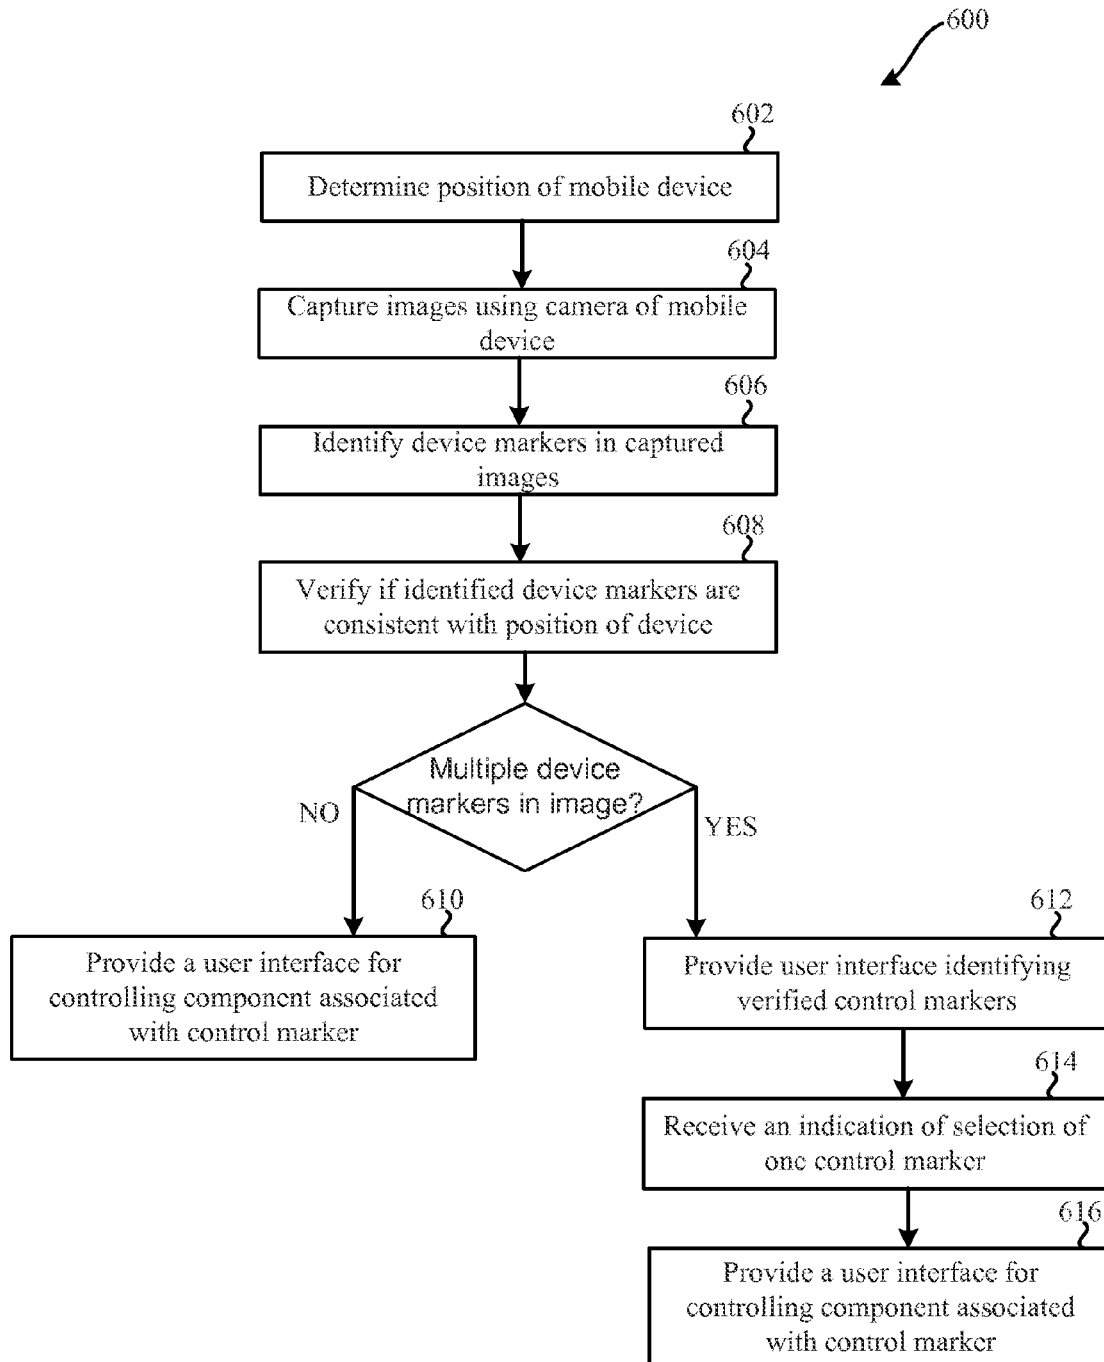 600
602
Determine position of mobile device
604
Capture images using camera of mobile
device
606
Identify device markers in captured
images
608
Verify if identified device markers are
consistent with position of device
Multiple device
markers in image?
NO
YES
610
Provide a user interface for
controlling component associated
with control marker
612
Provide user interface identifying
verified control markers
614
Receive an indication of selection of
one control marker
616
Provide a user interface for
controlling component associated
with control marker